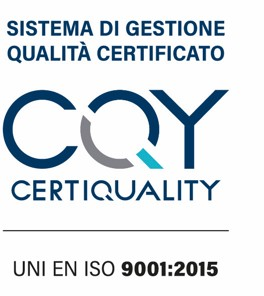 SISTEMA DI GESTIONE
QUALITÀ CERTIFICATO
CQY
CERTIQUALITY
UNI EN ISO 9001:2015